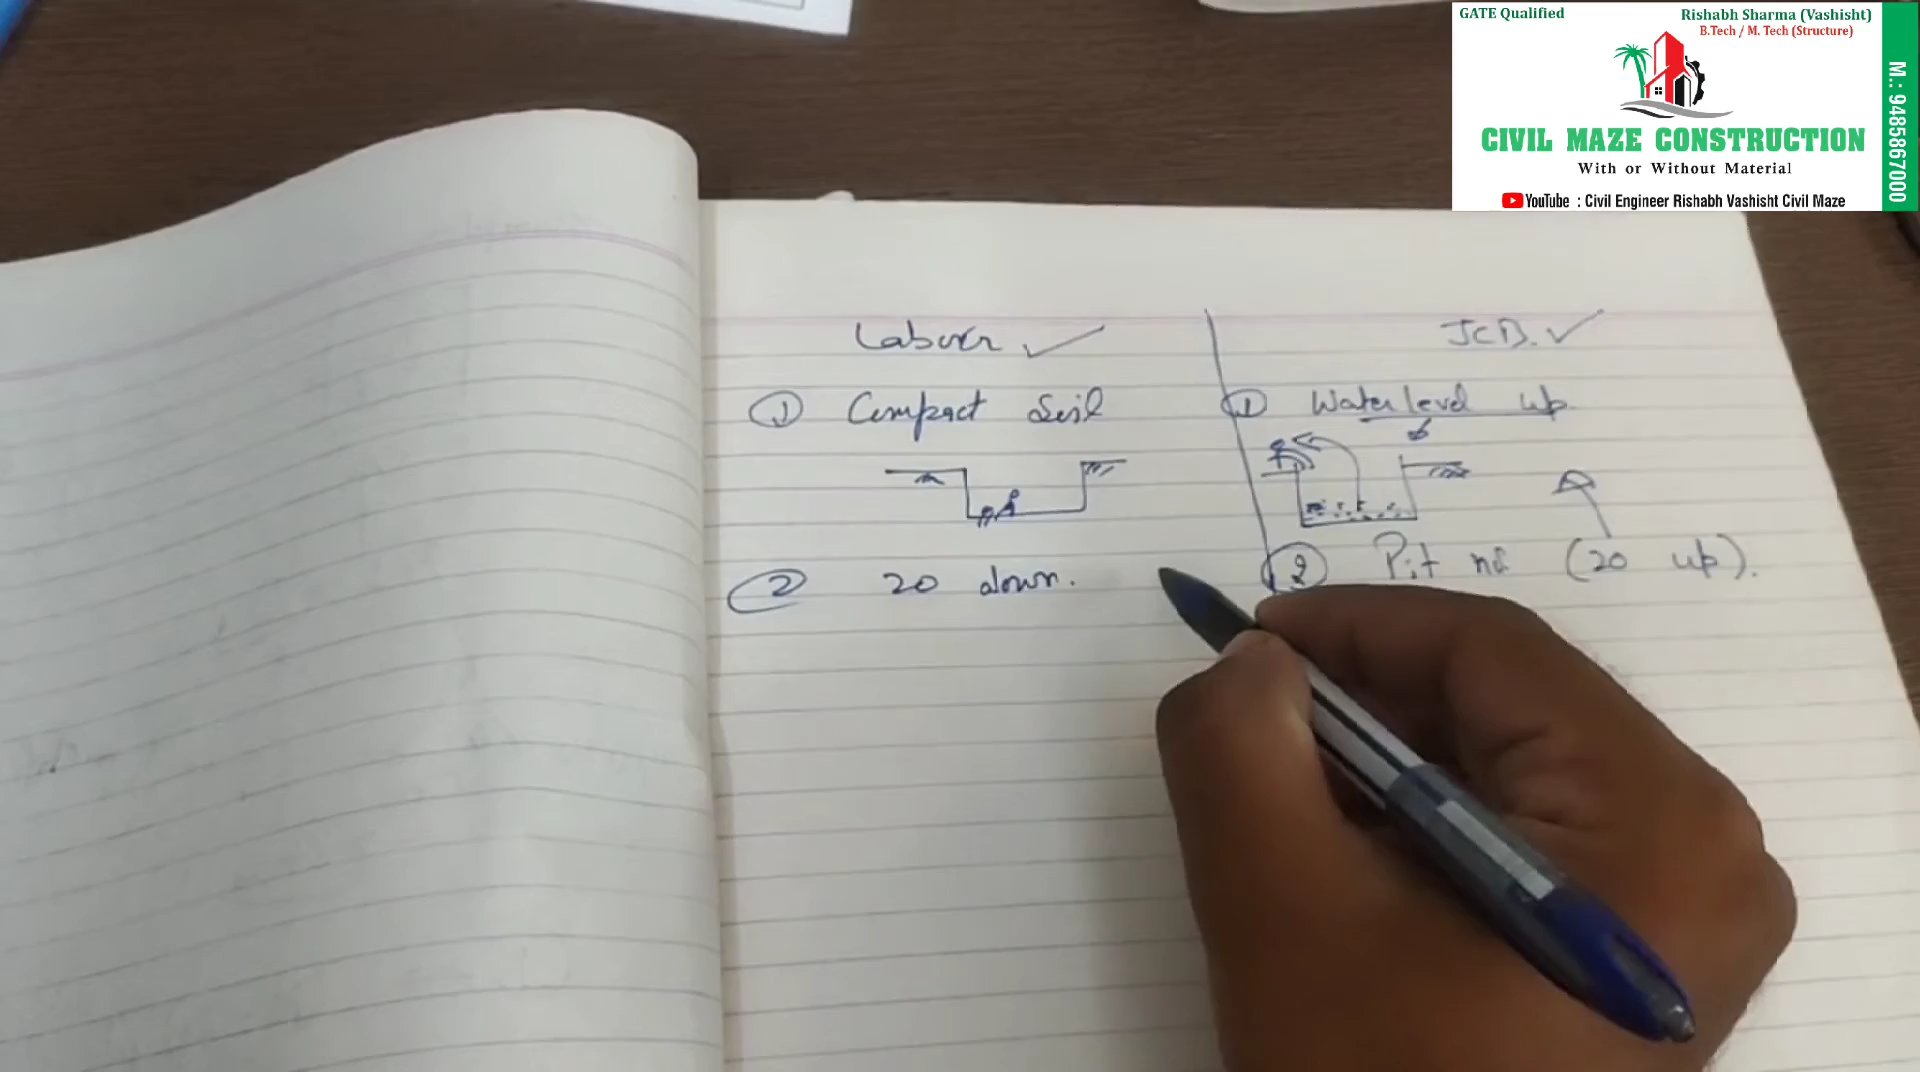 GATE Qualified
Rishabh Sharma (Vashisht)
B.Tech / M. Tech (Structure)
CIVIL MAZE CONSTRUCTION
With or Without Material
YouTube : Civil Engineer Rishabh Vashisht Civil Maze
M.: 9485867000
Labour ✓
① Compact Soil
② 20 down.
JCB. ✓
① Water level up
② Pit no (20 up).